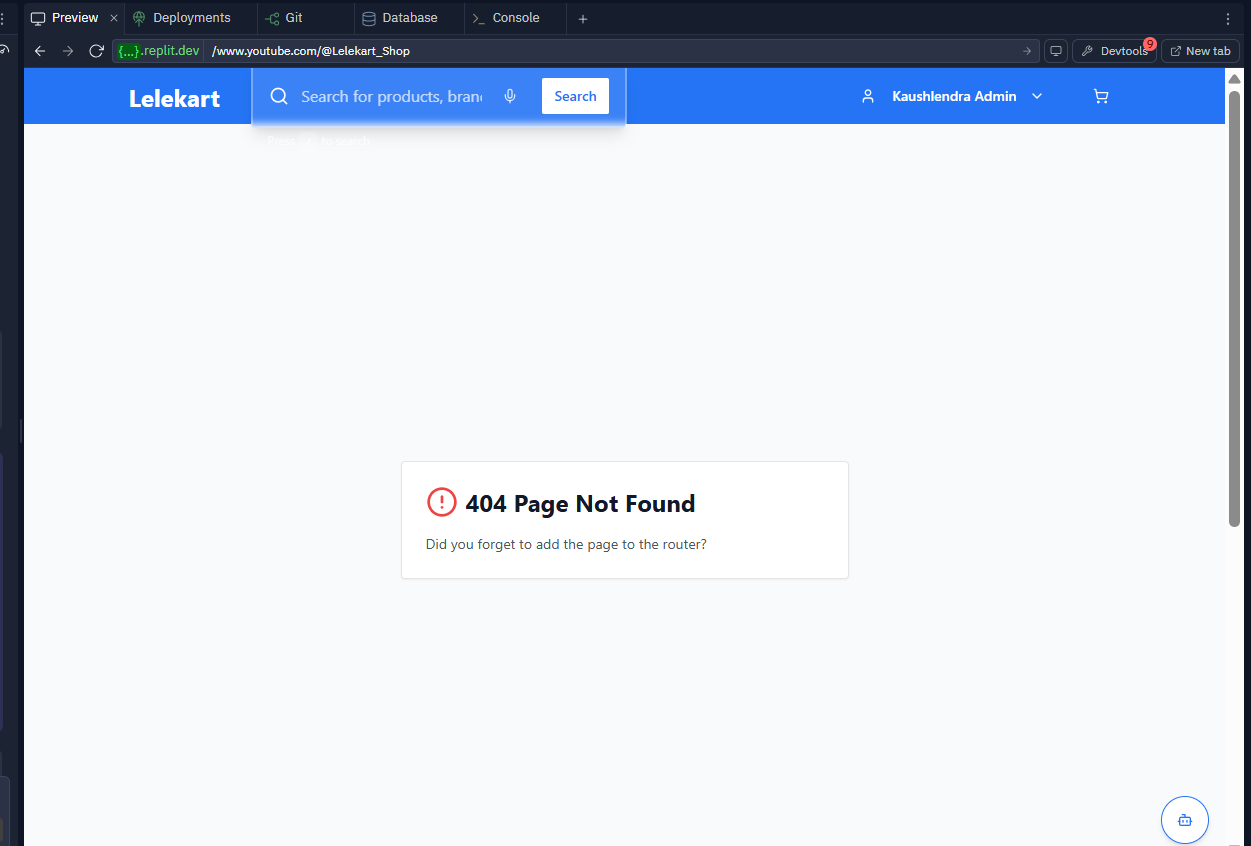 Preview
Deployments
Git
Database
Console
{...}.replit.dev /www.youtube.com/@Lelekart_Shop
Devtools
9
New tab
Lelekart
Search for products, bran
Search
Kaushlendra Admin
Press / to search
404 Page Not Found
Did you forget to add the page to the router?